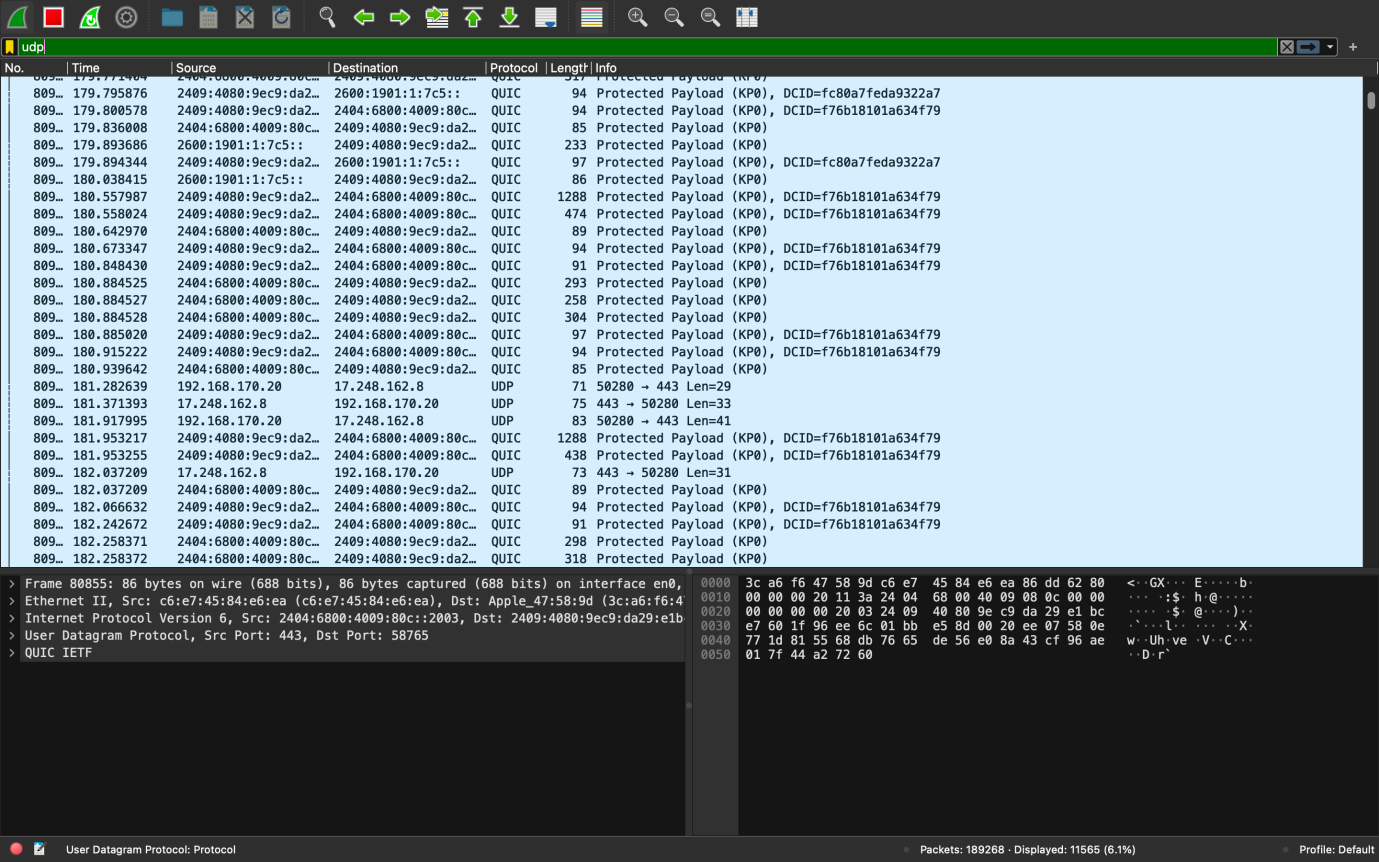 udp
No. Time Source Destination Protocol Length Info
809… 179.771404 2409:4080:9ec9:da2… 2404:6800:4009:80c… QUIC 317 Protected Payload (KP0)
809… 179.795876 2409:4080:9ec9:da2… 2600:1901:1:7c5:: QUIC 94 Protected Payload (KP0), DCID=fc80a7feda9322a7
809… 179.800578 2409:4080:9ec9:da2… 2404:6800:4009:80c… QUIC 94 Protected Payload (KP0), DCID=f76b18101a634f79
809… 179.836008 2404:6800:4009:80c… 2409:4080:9ec9:da2… QUIC 85 Protected Payload (KP0)
809… 179.893686 2600:1901:1:7c5:: 2409:4080:9ec9:da2… QUIC 233 Protected Payload (KP0)
809… 179.894344 2409:4080:9ec9:da2… 2600:1901:1:7c5:: QUIC 97 Protected Payload (KP0), DCID=fc80a7feda9322a7
809… 180.038415 2600:1901:1:7c5:: 2409:4080:9ec9:da2… QUIC 86 Protected Payload (KP0)
809… 180.557987 2409:4080:9ec9:da2… 2404:6800:4009:80c… QUIC 1288 Protected Payload (KP0), DCID=f76b18101a634f79
809… 180.558024 2409:4080:9ec9:da2… 2404:6800:4009:80c… QUIC 474 Protected Payload (KP0), DCID=f76b18101a634f79
809… 180.642970 2404:6800:4009:80c… 2409:4080:9ec9:da2… QUIC 89 Protected Payload (KP0)
809… 180.673347 2409:4080:9ec9:da2… 2404:6800:4009:80c… QUIC 94 Protected Payload (KP0), DCID=f76b18101a634f79
809… 180.848430 2409:4080:9ec9:da2… 2404:6800:4009:80c… QUIC 91 Protected Payload (KP0), DCID=f76b18101a634f79
809… 180.884525 2404:6800:4009:80c… 2409:4080:9ec9:da2… QUIC 293 Protected Payload (KP0)
809… 180.884527 2404:6800:4009:80c… 2409:4080:9ec9:da2… QUIC 258 Protected Payload (KP0)
809… 180.884528 2404:6800:4009:80c… 2409:4080:9ec9:da2… QUIC 304 Protected Payload (KP0)
809… 180.885020 2409:4080:9ec9:da2… 2404:6800:4009:80c… QUIC 97 Protected Payload (KP0), DCID=f76b18101a634f79
809… 180.915222 2409:4080:9ec9:da2… 2404:6800:4009:80c… QUIC 94 Protected Payload (KP0), DCID=f76b18101a634f79
809… 180.939642 2404:6800:4009:80c… 2409:4080:9ec9:da2… QUIC 85 Protected Payload (KP0)
809… 181.282639 192.168.170.20 17.248.162.8 UDP 71 50280 → 443 Len=29
809… 181.371393 17.248.162.8 192.168.170.20 UDP 75 443 → 50280 Len=33
809… 181.917995 192.168.170.20 17.248.162.8 UDP 83 50280 → 443 Len=41
809… 181.953217 2409:4080:9ec9:da2… 2404:6800:4009:80c… QUIC 1288 Protected Payload (KP0), DCID=f76b18101a634f79
809… 181.953255 2409:4080:9ec9:da2… 2404:6800:4009:80c… QUIC 438 Protected Payload (KP0), DCID=f76b18101a634f79
809… 182.037209 17.248.162.8 192.168.170.20 UDP 73 443 → 50280 Len=31
809… 182.037209 2404:6800:4009:80c… 2409:4080:9ec9:da2… QUIC 89 Protected Payload (KP0)
809… 182.066632 2409:4080:9ec9:da2… 2404:6800:4009:80c… QUIC 94 Protected Payload (KP0), DCID=f76b18101a634f79
809… 182.242672 2409:4080:9ec9:da2… 2404:6800:4009:80c… QUIC 91 Protected Payload (KP0), DCID=f76b18101a634f79
809… 182.258371 2404:6800:4009:80c… 2409:4080:9ec9:da2… QUIC 298 Protected Payload (KP0)
809… 182.258372 2404:6800:4009:80c… 2409:4080:9ec9:da2… QUIC 318 Protected Payload (KP0)
Frame 80855: 86 bytes on wire (688 bits), 86 bytes captured (688 bits) on interface en0,
Ethernet II, Src: c6:e7:45:84:e6:ea (c6:e7:45:84:e6:ea), Dst: Apple_47:58:9d (3c:a6:f6:4
Internet Protocol Version 6, Src: 2404:6800:4009:80c::2003, Dst: 2409:4080:9ec9:da29:e1b
User Datagram Protocol, Src Port: 443, Dst Port: 58765
QUIC IETF
0000 3c a6 f6 47 58 9d c6 e7 45 84 e6 ea 86 dd 62 80 <··GX··· E·····b·
0010 00 00 00 20 11 3a 24 04 68 00 40 09 08 0c 00 00 ··· ·:$· h·@·····
0020 00 00 00 00 20 03 24 09 40 80 9e c9 da 29 e1 bc ···· ·$· @····)··
0030 e7 60 1f 96 ee 6c 01 bb e5 8d 00 20 ee 07 58 0e ·`···l·· ··· ··X·
0040 77 1d 81 55 68 db 76 65 de 56 e0 8a 43 cf 96 ae w··Uh·ve ·V··C···
0050 01 7f 44 a2 72 60 ··D·r`
User Datagram Protocol: Protocol
Packets: 189268 · Displayed: 11565 (6.1%)
Profile: Default